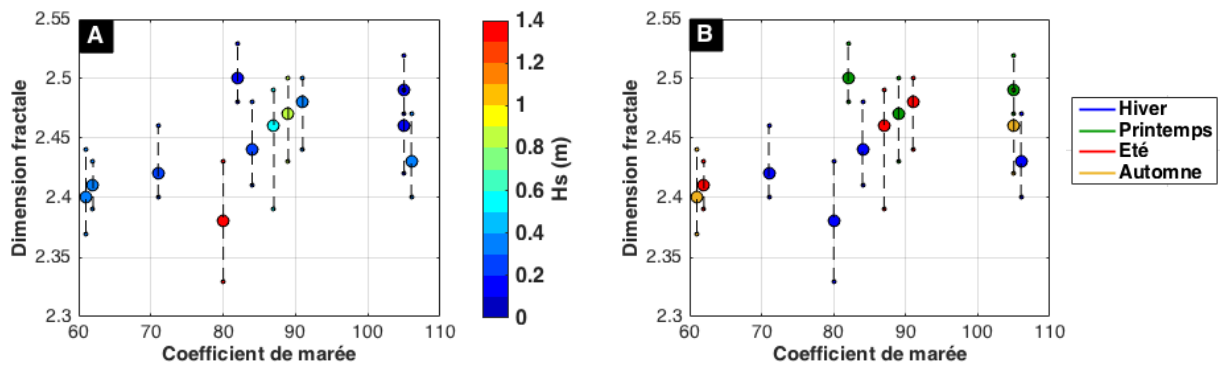 A
Dimension fractale
2.55
2.5
2.45
2.4
2.35
2.3
60 70 80 90 100 110
Coefficient de marée
1.4
1.2
1
0.8
0.6
0.4
0.2
0
Hs (m)
B
Dimension fractale
2.55
2.5
2.45
2.4
2.35
2.3
60 70 80 90 100 110
Coefficient de marée
Hiver
Printemps
Eté
Automne